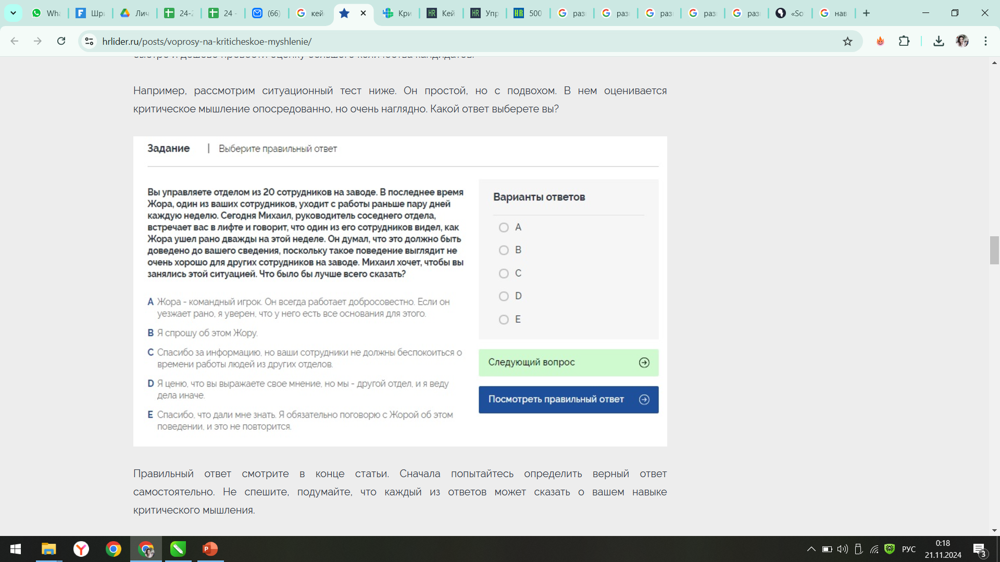 Wha
Шри
Лич
24-2
24 -
(66)
кей
Кри
Кей
Упр
500
раз
раз
раз
раз
раз
«So
нав
hrlider.ru/posts/voprosy-na-kriticheskoe-myshlenie/
Например, рассмотрим ситуационный тест ниже. Он простой, но с подвохом. В нем оценивается
критическое мышление опосредованно, но очень наглядно. Какой ответ выберете вы?
Задание | Выберите правильный ответ
Вы управляете отделом из 20 сотрудников на заводе. В последнее время
Жора, один из ваших сотрудников, уходит с работы раньше пару дней
каждую неделю. Сегодня Михаил, руководитель соседнего отдела,
встречает вас в лифте и говорит, что один из его сотрудников видел, как
Жора ушел рано дважды на этой неделе. Он думал, что это должно быть
доведено до вашего сведения, поскольку такое поведение выглядит не
очень хорошо для других сотрудников на заводе. Михаил хочет, чтобы вы
занялись этой ситуацией. Что было бы лучше всего сказать?
A Жора - командный игрок. Он всегда работает добросовестно. Если он
уезжает рано, я уверен, что у него есть все основания для этого.
B Я спрошу об этом Жору.
C Спасибо за информацию, но ваши сотрудники не должны беспокоиться о
времени работы людей из других отделов.
D Я ценю, что вы выражаете свое мнение, но мы - другой отдел, и я веду
дела иначе.
E Спасибо, что дали мне знать. Я обязательно поговорю с Жорой об этом
поведении, и это не повторится.
Варианты ответов
A
B
C
D
E
Следующий вопрос
Посмотреть правильный ответ
Правильный ответ смотрите в конце статьи. Сначала попытайтесь определить верный ответ
самостоятельно. Не спешите, подумайте, что каждый из ответов может сказать о вашем навыке
критического мышления.
РУС
0:18
21.11.2024
3